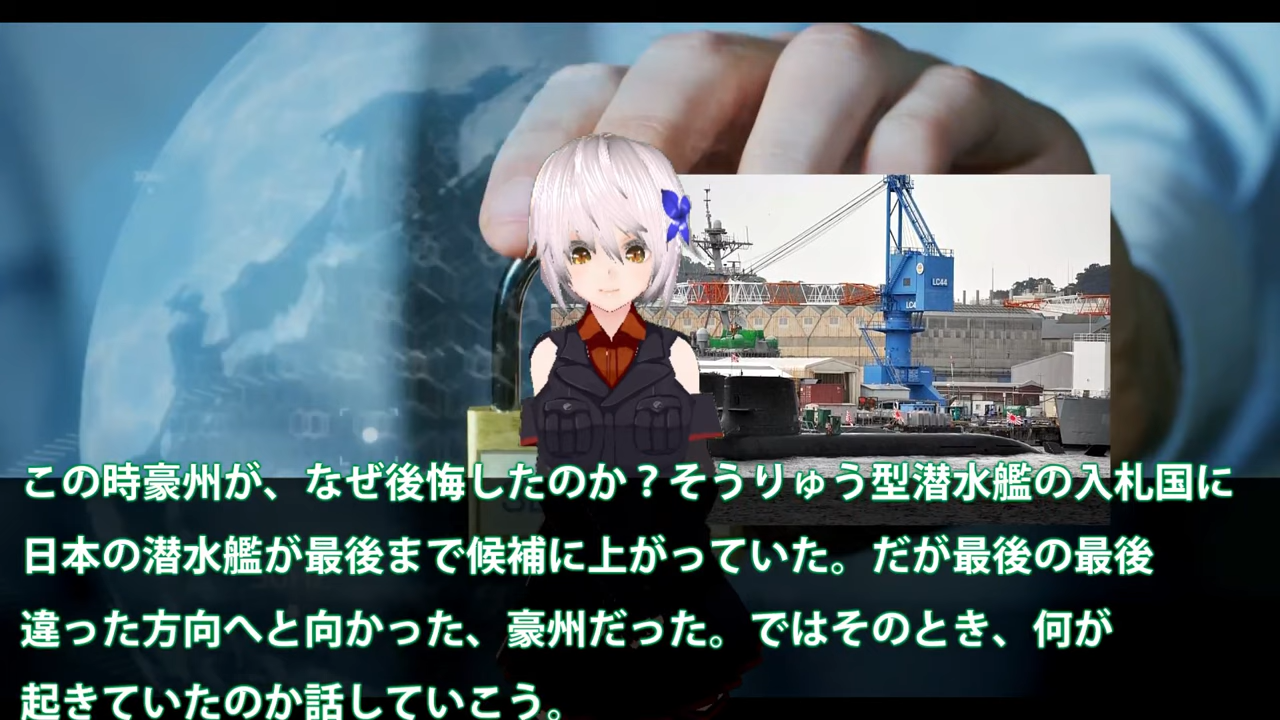 LC44
LC4
この時豪州が、なぜ後悔したのか？そうりゅう型潜水艦の入札国に
日本の潜水艦が最後まで候補に上がっていた。だが最後の最後
違った方向へと向かった、豪州だった。ではそのとき、何が
起きていたのか話していこう。